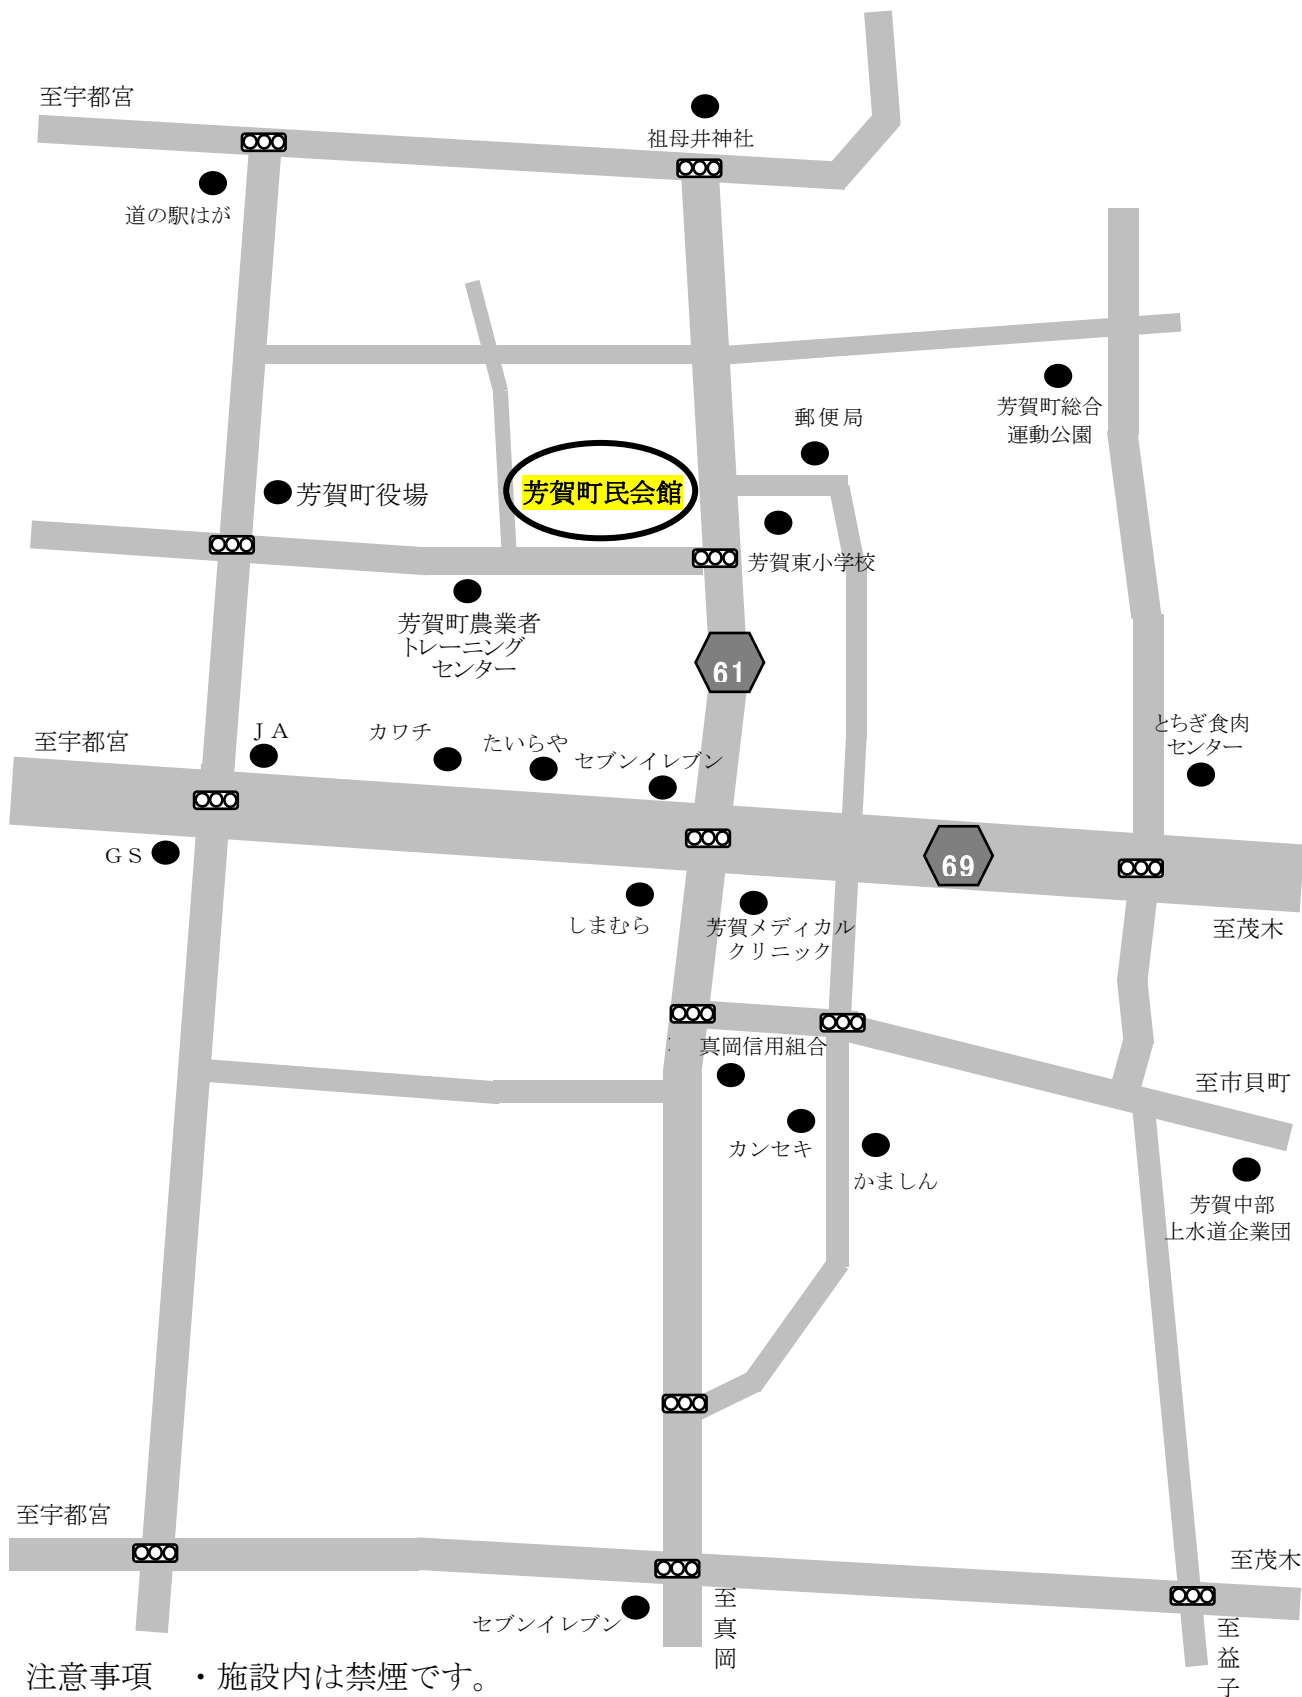 至宇都宮
祖母井神社
道の駅はが
芳賀町総合
運動公園
郵便局
芳賀町役場
芳賀町民会館
芳賀東小学校
芳賀町農業者
トレーニング
センター
61
至宇都宮
ＪＡ
カワチ
たいらや
セブンイレブン
とちぎ食肉
センター
ＧＳ
69
しまむら
芳賀メディカル
クリニック
至茂木
真岡信用組合
至市貝町
カンセキ
かましん
芳賀中部
上水道企業団
至宇都宮
至茂木
セブンイレブン
至真岡
至益子
注意事項　・施設内は禁煙です。